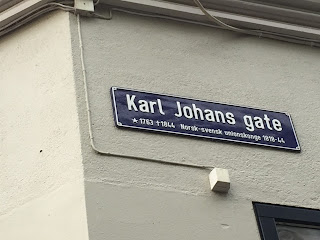 Karl Johans gate
★ 1763 † 1844 Norsk-svensk unionskonge 1818-44